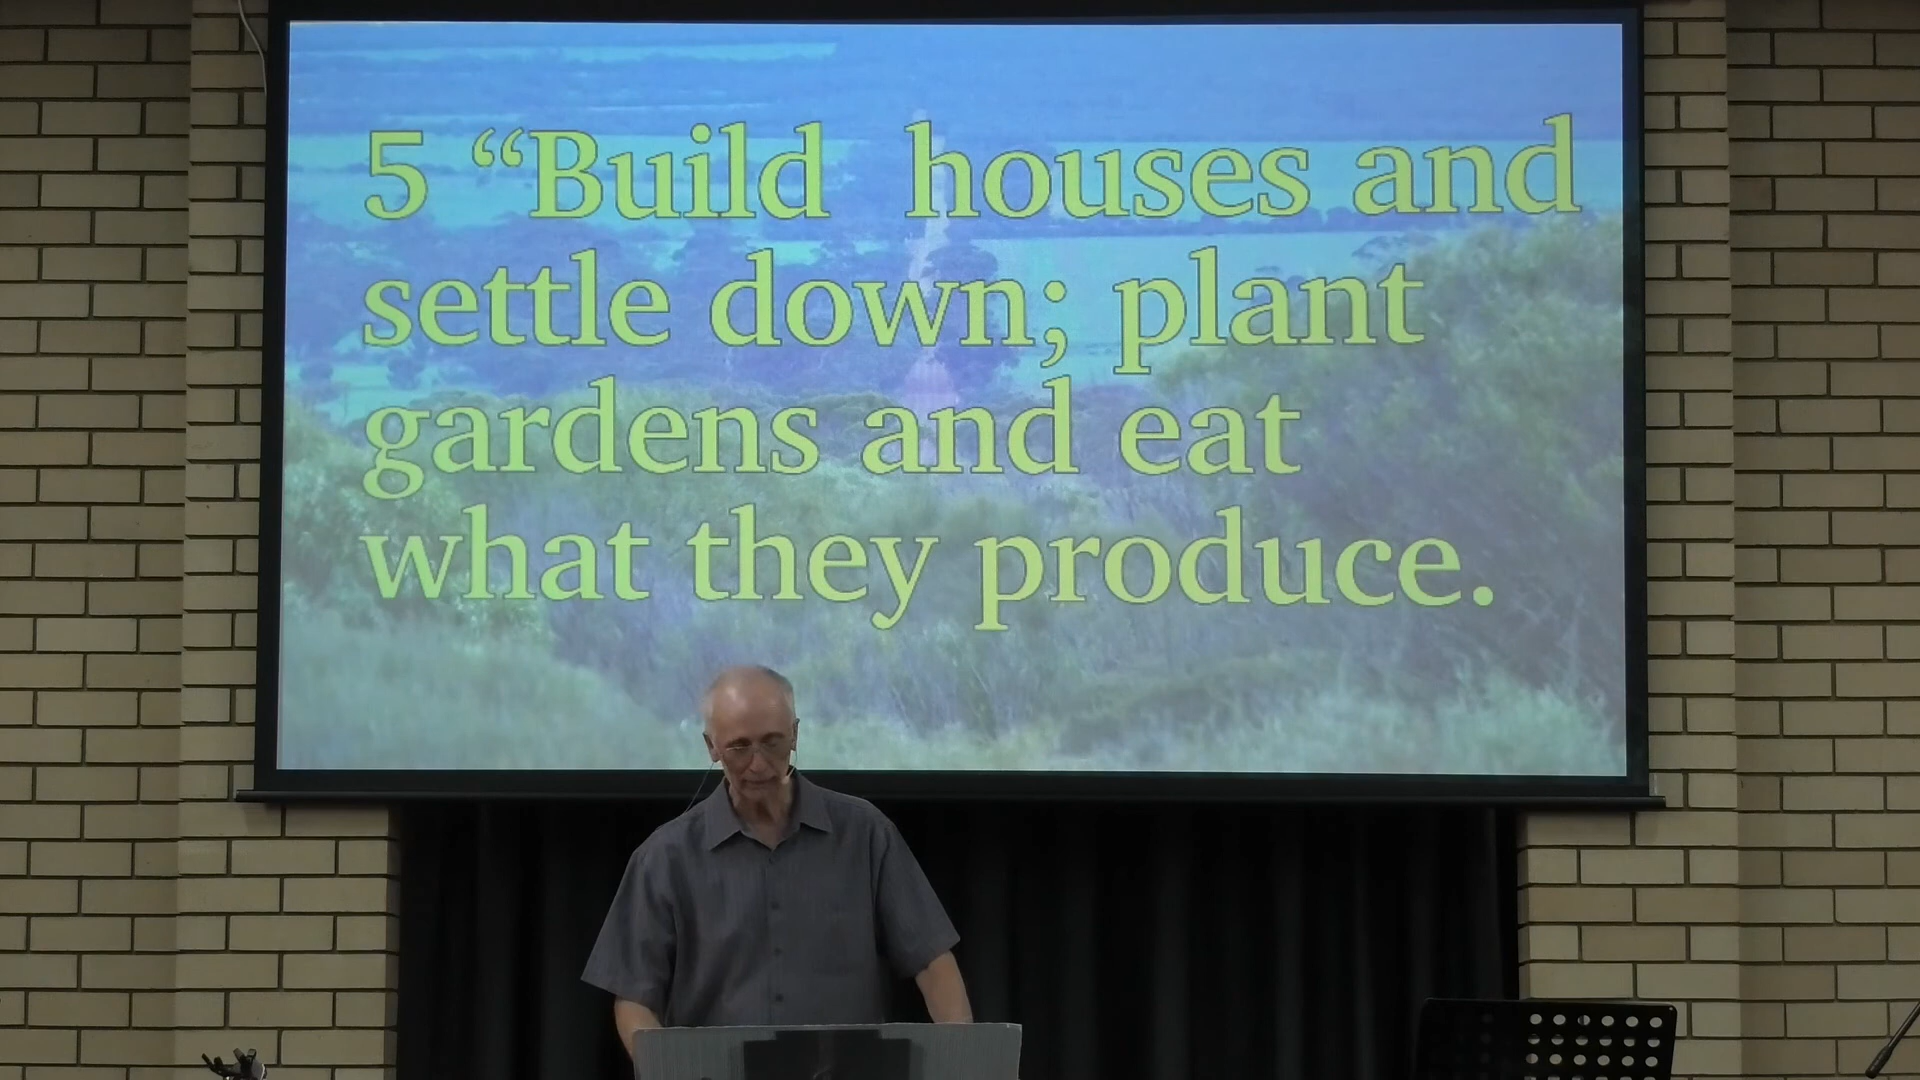 5 “Build  houses and
settle down; plant
gardens and eat
what they produce.